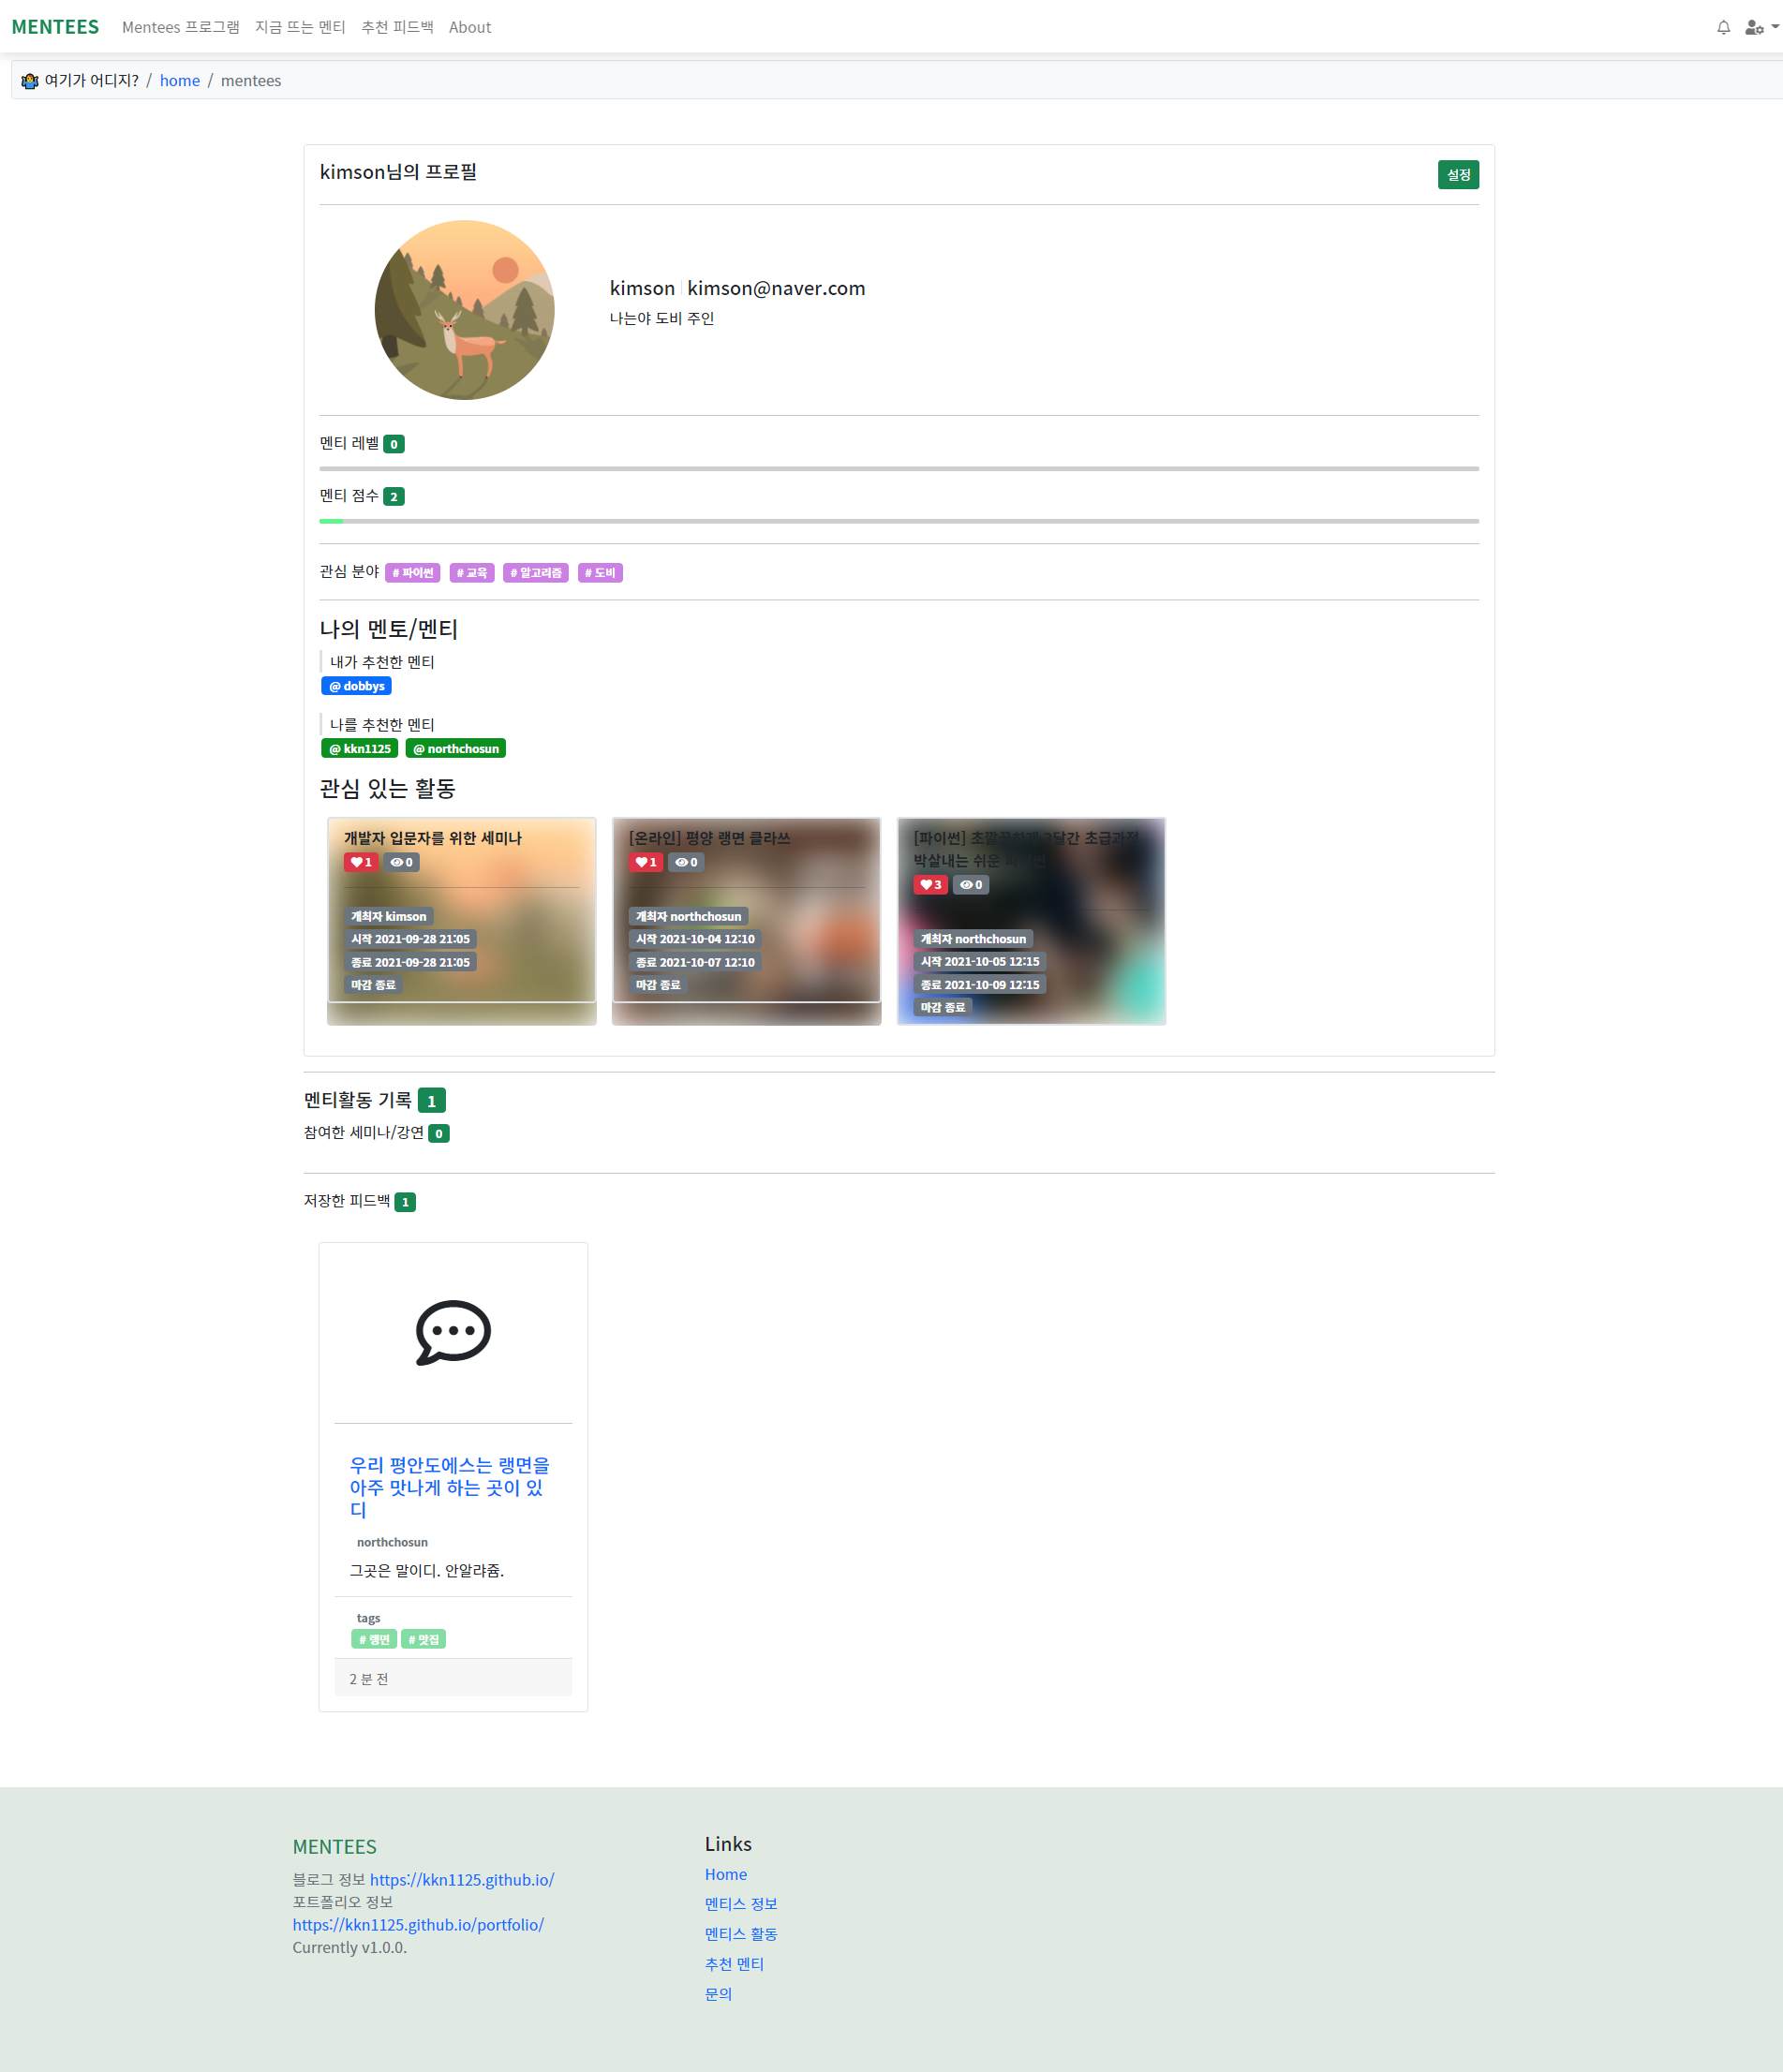 MENTEES Mentees 프로그램 지금 뜨는 멘티 추천 피드백 About
여기가 어디지? / home / mentees
kimson님의 프로필
설정
kimson kimson@naver.com
나는야 도비 주인
멘티 레벨 0
멘티 점수 2
관심 분야 # 파이썬 # 교육 # 알고리즘 # 도비
나의 멘토/멘티
내가 추천한 멘티
@ dobbys
나를 추천한 멘티
@ kkn1125 @ northchosun
관심 있는 활동
개발자 입문자를 위한 세미나
1 0
개최자 kimson
시작 2021-09-28 21:05
종료 2021-09-28 21:05
마감 종료
[온라인] 평양 랭면 클라쓰
1 0
개최자 northchosun
시작 2021-10-04 12:10
종료 2021-10-07 12:10
마감 종료
[파이썬] 초깔끔하게 2달간 초급과정
박살내는 쉬운 파이썬
3 0
개최자 northchosun
시작 2021-10-05 12:15
종료 2021-10-09 12:15
마감 종료
멘티활동 기록 1
참여한 세미나/강연 0
저장한 피드백 1
우리 평안도에스는 랭면을
아주 맛나게 하는 곳이 있
디
northchosun
그곳은 말이디. 안알랴쥼.
tags
# 랭면 # 맛집
2 분 전
MENTEES
블로그 정보 https://kkn1125.github.io/
포트폴리오 정보
https://kkn1125.github.io/portfolio/
Currently v1.0.0.
Links
Home
멘티스 정보
멘티스 활동
추천 멘티
문의